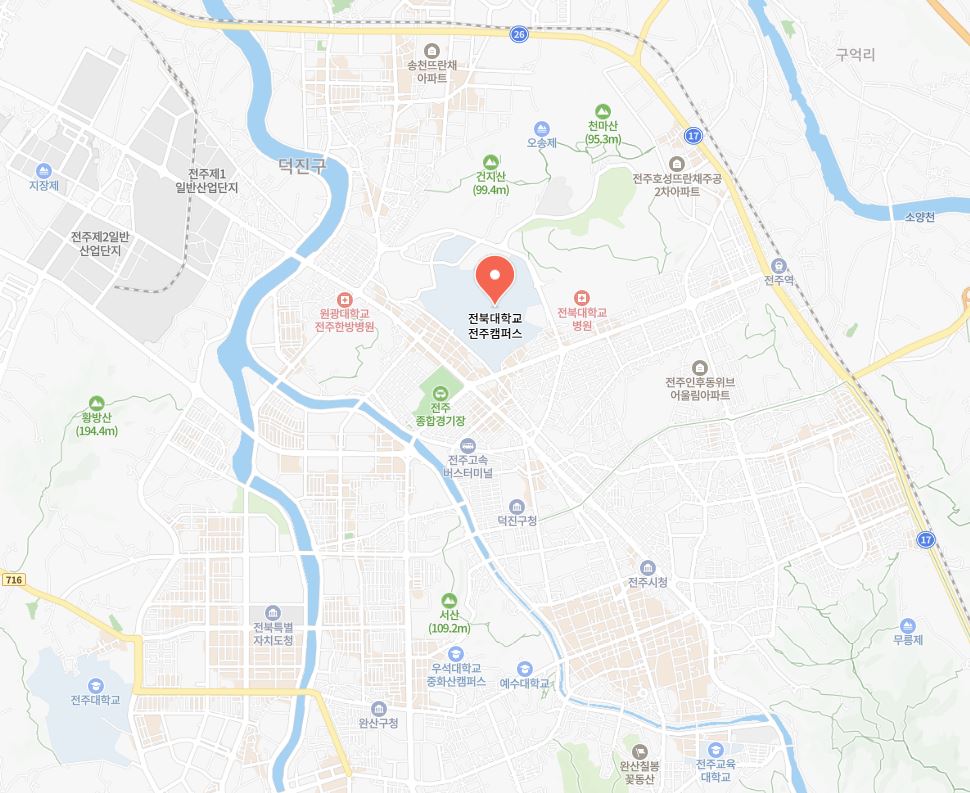 26
구억리
송천뜨란채
아파트
천마산
(95.3m)
오송제
17
건지산
(99.4m)
덕진구
지장제
전주제1
일반산업단지
전주호성뜨란채주공
2차아파트
소양천
전주제2일반
산업단지
전주역
원광대학교
전주한방병원
전북대학교
전주캠퍼스
전북대학교
병원
전주인후동위브
어울림아파트
황방산
(194.4m)
전주
종합경기장
전주고속
버스터미널
덕진구청
17
716
전주시청
서산
(109.2m)
전북특별
자치도청
무릉제
우석대학교
중화산캠퍼스
예수대학교
전주대학교
완산구청
완산칠봉
꽃동산
전주교육
대학교